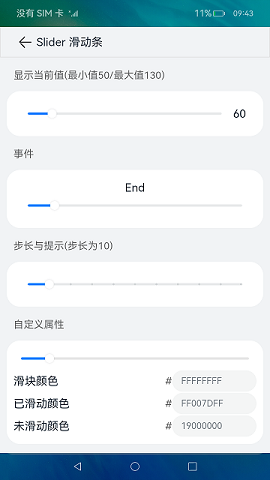 没有 SIM 卡
11%
09:43
Slider 滑动条
显示当前值(最小值50/最大值130)
60
事件
End
步长与提示(步长为10)
自定义属性
滑块颜色 # FFFFFFFF
已滑动颜色 # FF007DFF
未滑动颜色 # 19000000